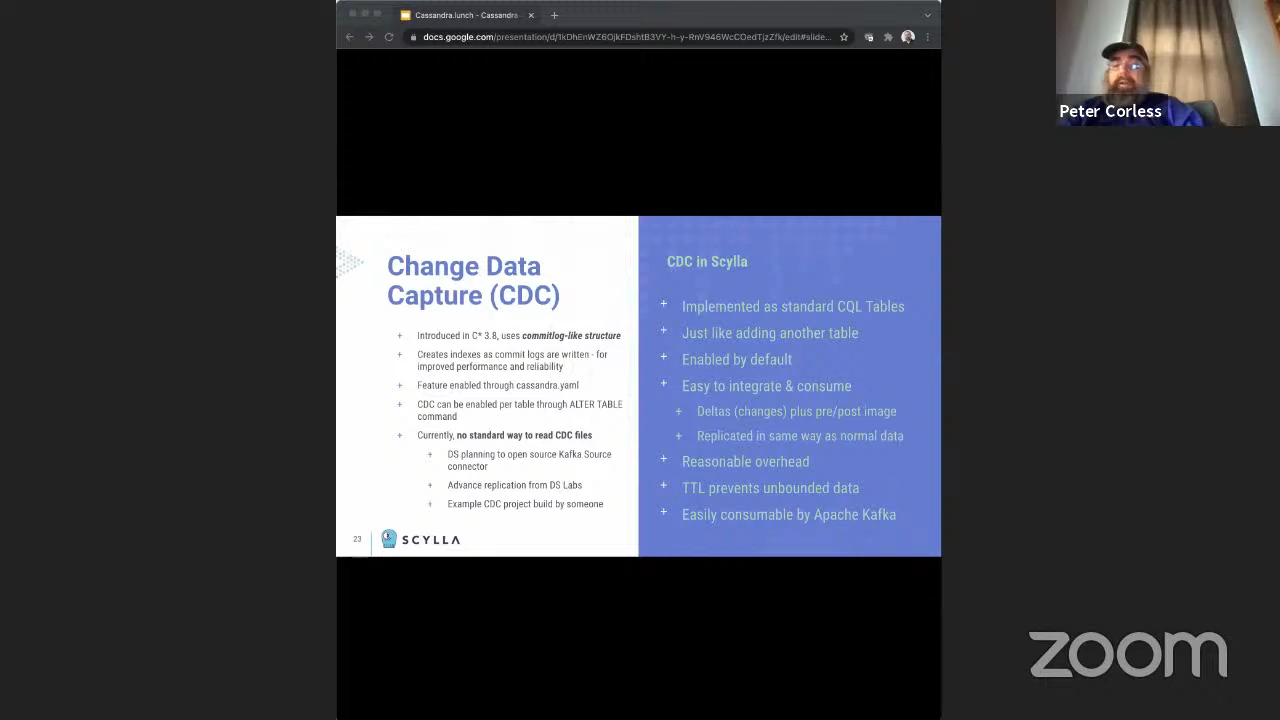 Cassandra.lunch - Cassandra
docs.google.com/presentation/d/1kDhEnWZ6OjkFDshtB3VY-h-y-RnV946WcCOedTjzZfk/edit#slide...
Peter Corless
Change Data
Capture (CDC)
+ Introduced in C* 3.8, uses commitlog-like structure
+ Creates indexes as commit logs are written - for
improved performance and reliability
+ Feature enabled through cassandra.yaml
+ CDC can be enabled per table through ALTER TABLE
command
+ Currently, no standard way to read CDC files
+ DS planning to open source Kafka Source
connector
+ Advance replication from DS Labs
+ Example CDC project build by someone
23
SCYLLA
CDC in Scylla
+ Implemented as standard CQL Tables
+ Just like adding another table
+ Enabled by default
+ Easy to integrate & consume
+ Deltas (changes) plus pre/post image
+ Replicated in same way as normal data
+ Reasonable overhead
+ TTL prevents unbounded data
+ Easily consumable by Apache Kafka
zoom